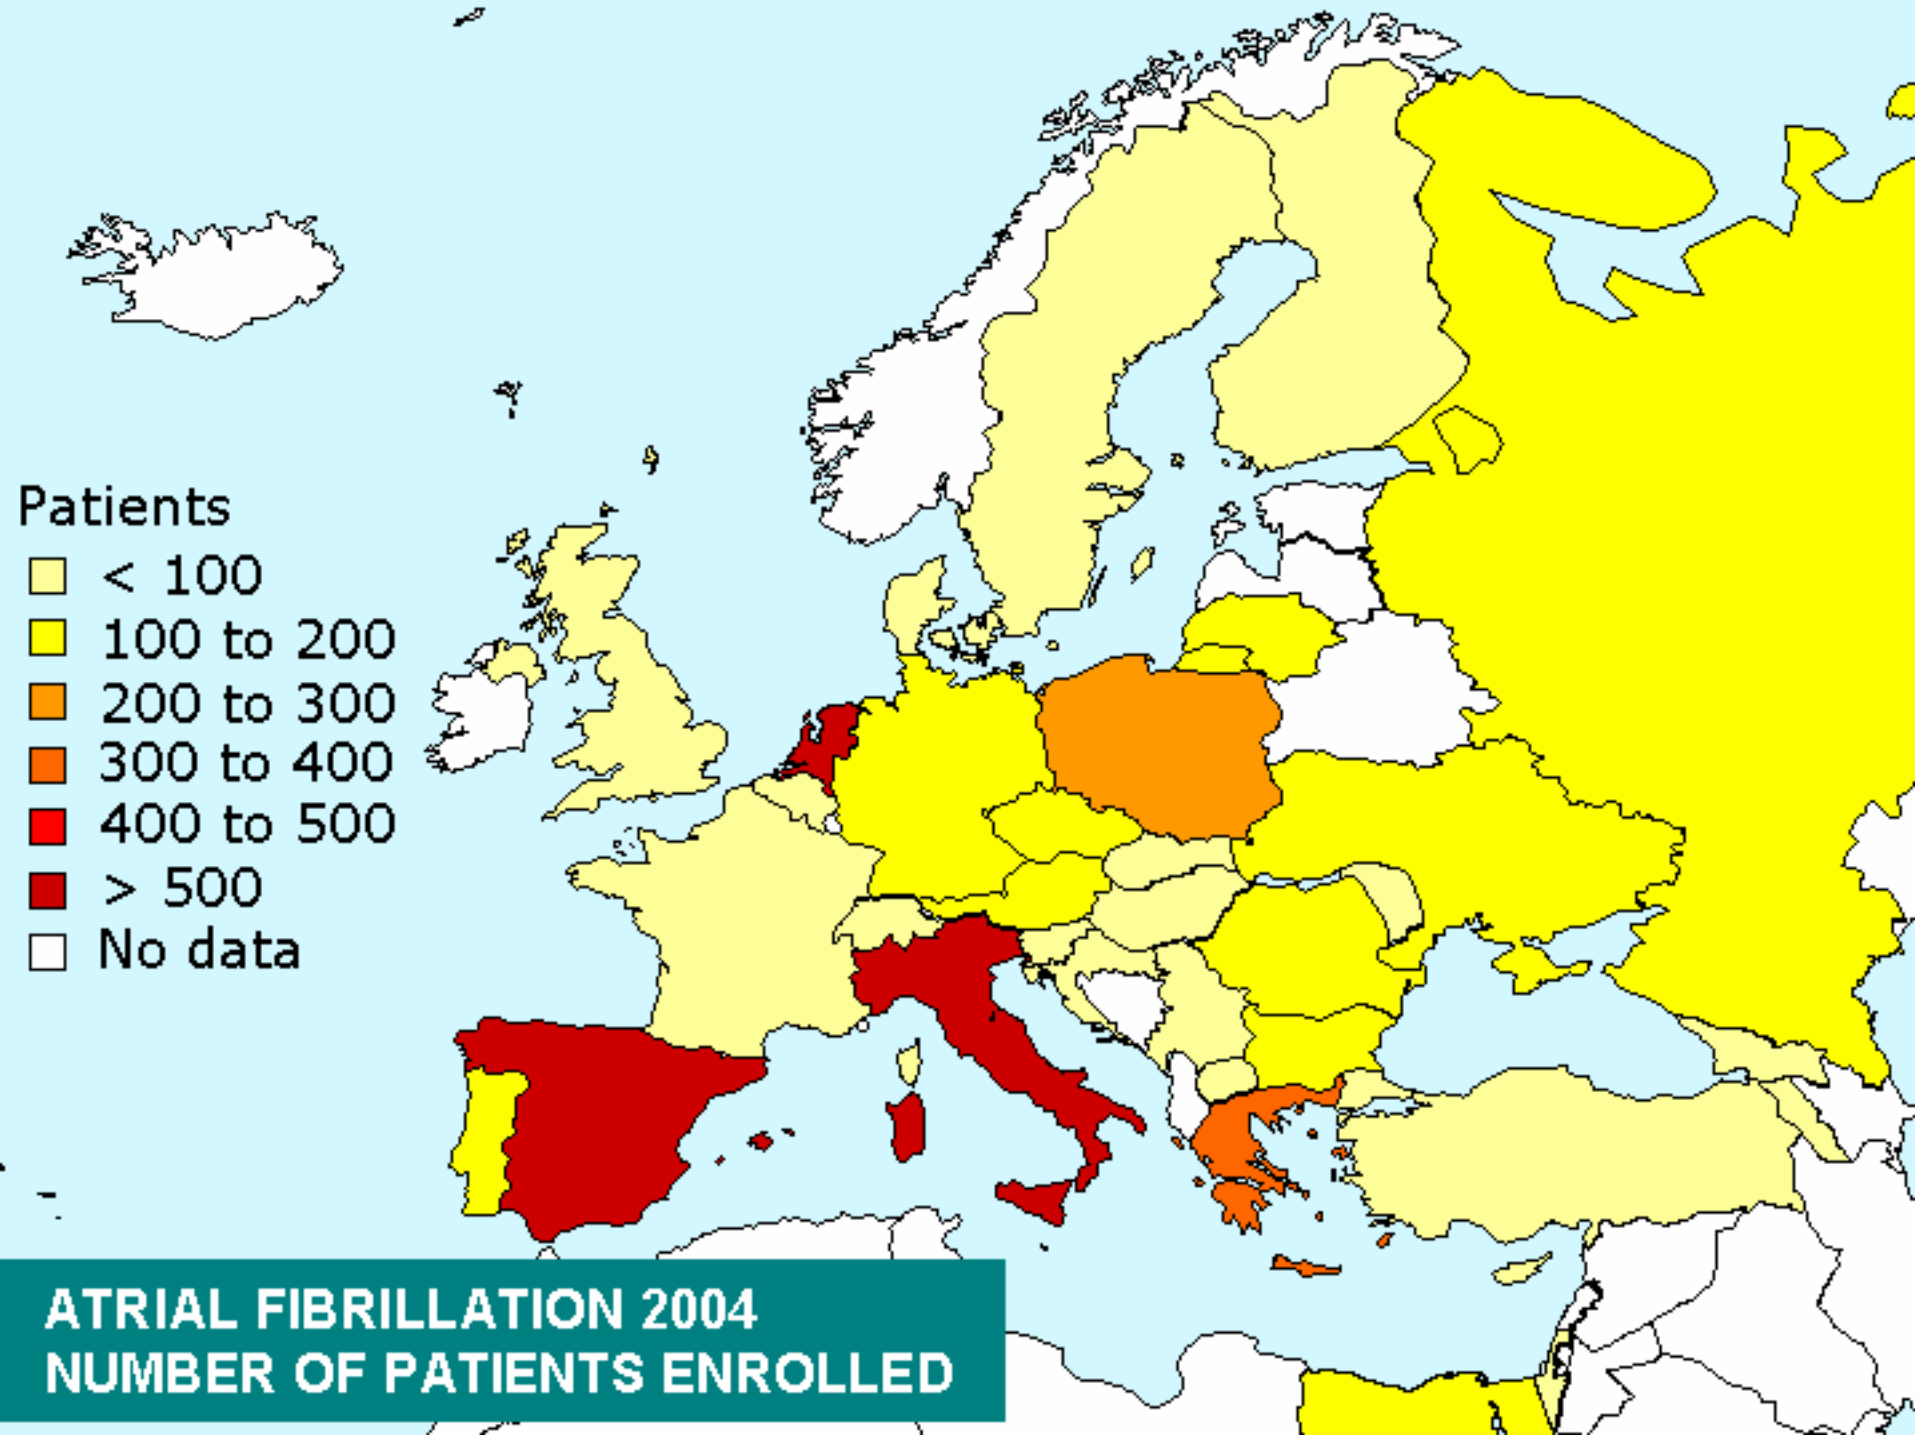 Patients
< 100
100 to 200
200 to 300
300 to 400
400 to 500
> 500
No data
ATRIAL FIBRILLATION 2004
NUMBER OF PATIENTS ENROLLED